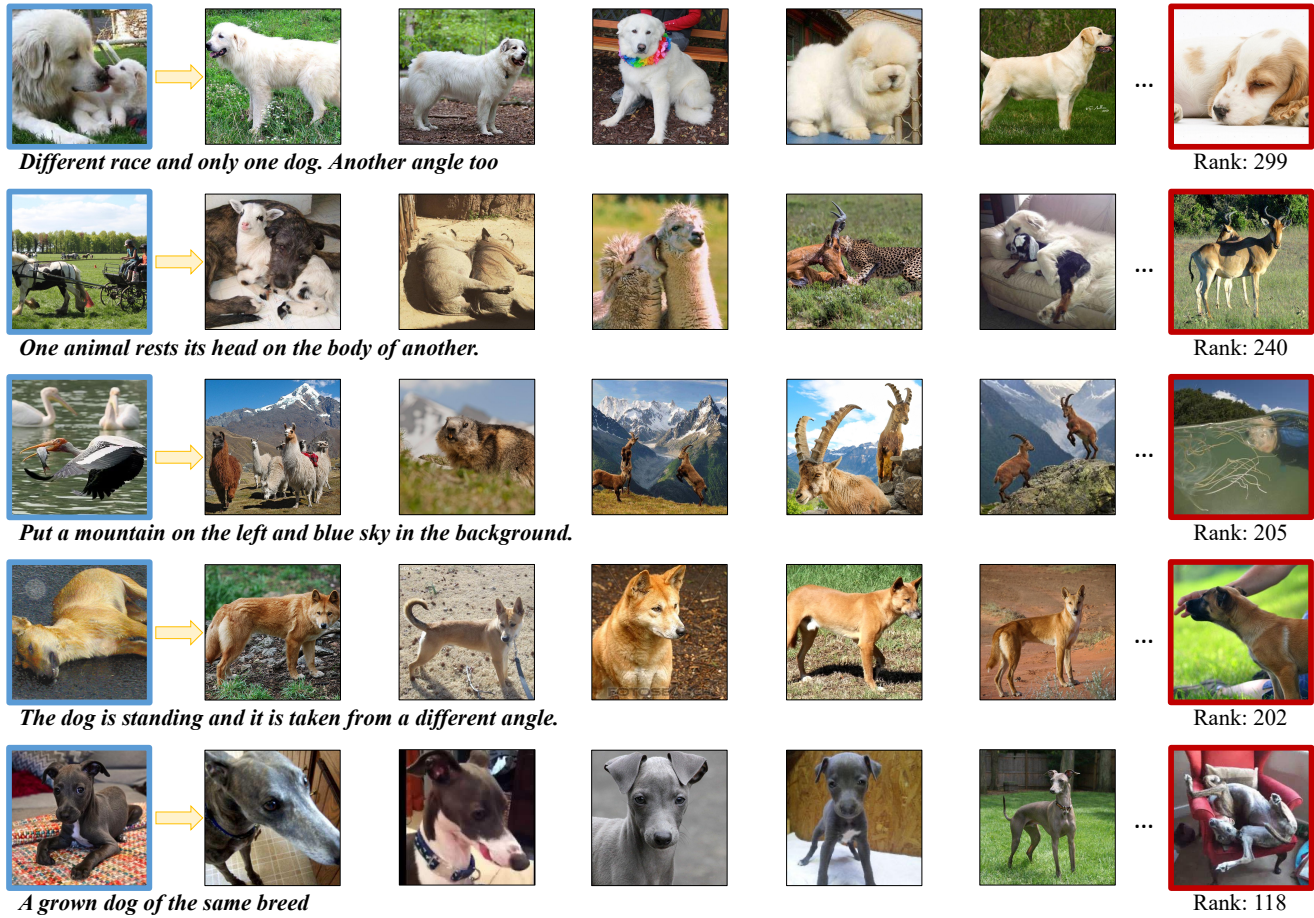 ...
Different race and only one dog. Another angle too
Rank: 299
...
One animal rests its head on the body of another.
Rank: 240
...
Put a mountain on the left and blue sky in the background.
Rank: 205
...
The dog is standing and it is taken from a different angle.
Rank: 202
...
A grown dog of the same breed
Rank: 118